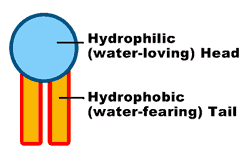 Hydrophilic
(water-loving) Head
Hydrophobic
(water-fearing) Tail